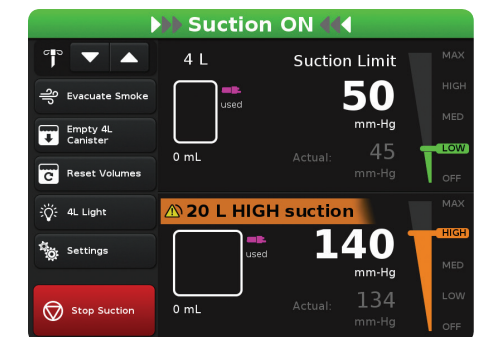 Suction ON
Evacuate Smoke
Empty 4L
Canister
Reset Volumes
4L Light
Settings
Stop Suction
4 L
Suction Limit
used
50
mm-Hg
0 mL
Actual:
45
mm-Hg
MAX
HIGH
MED
LOW
OFF
20 L HIGH suction
used
140
mm-Hg
0 mL
Actual:
134
mm-Hg
MAX
HIGH
MED
LOW
OFF